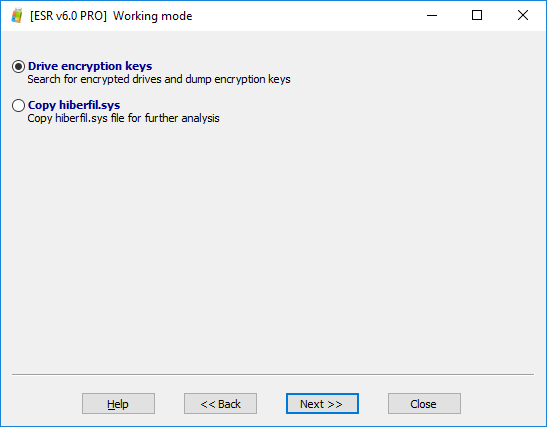 [ESR v6.0 PRO]  Working mode
Drive encryption keys
Search for encrypted drives and dump encryption keys
Copy hiberfil.sys
Copy hiberfil.sys file for further analysis
Help
<< Back
Next >>
Close